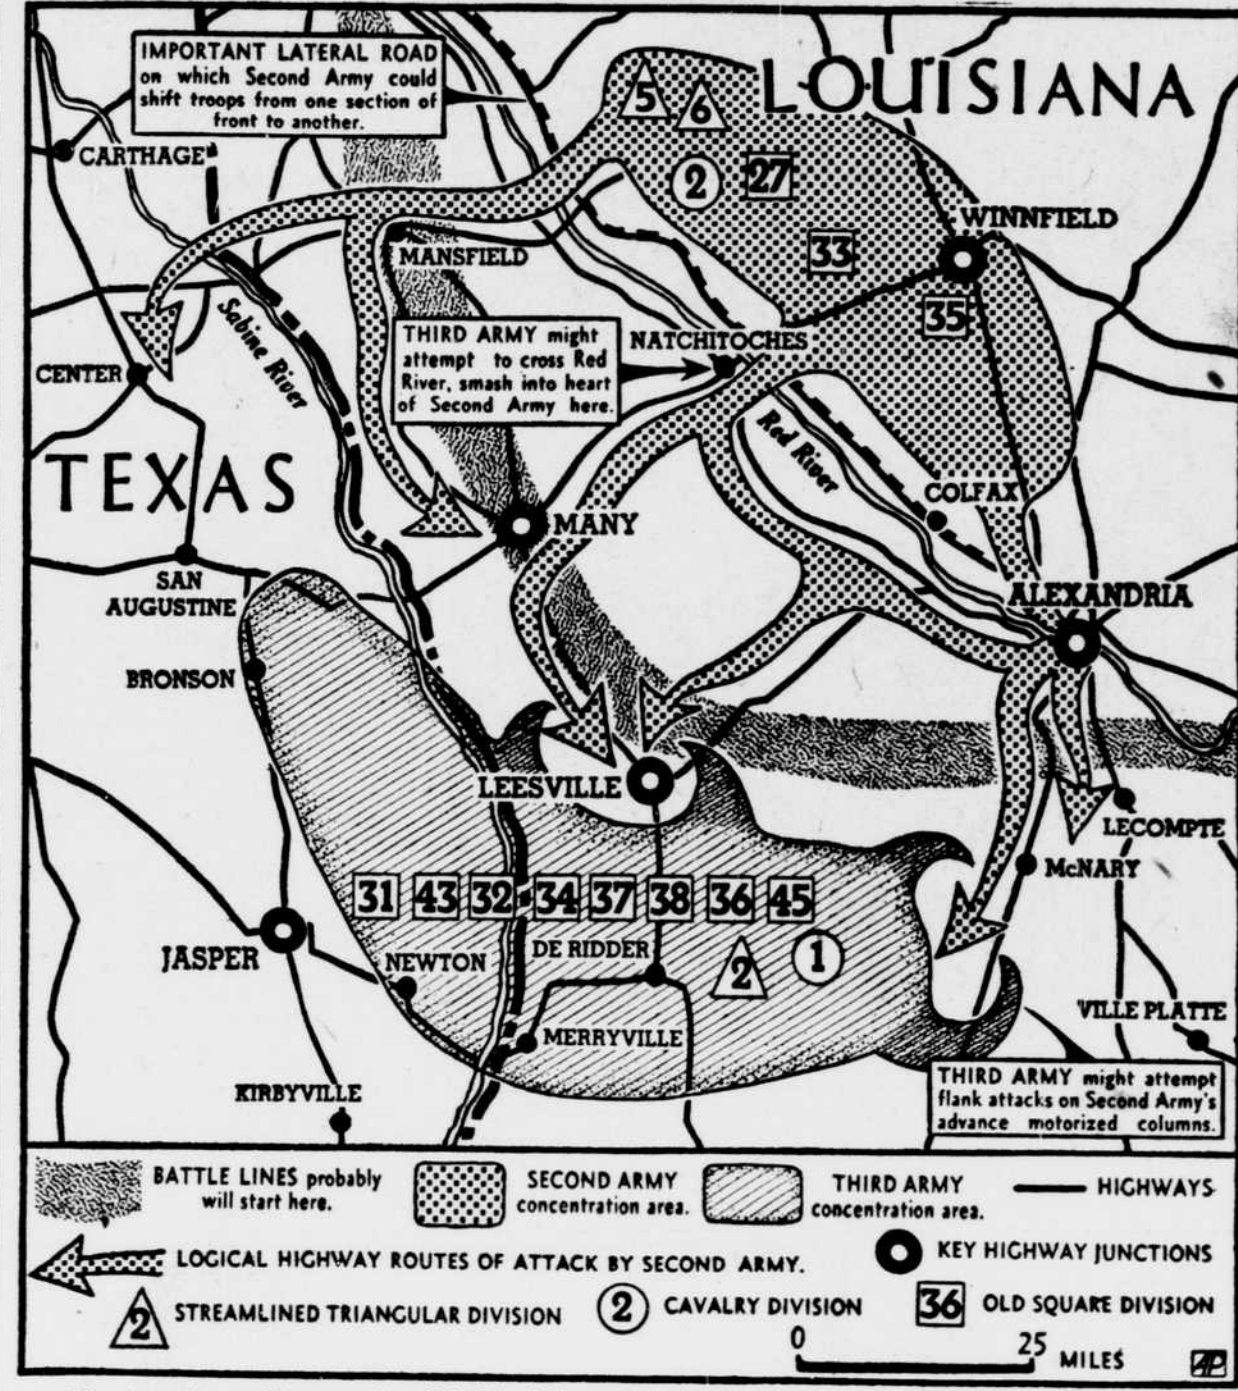 IMPORTANT LATERAL ROAD
on which Second Army could
shift troops from one section of
front to another.
LOUISIANA
5
6
2
27
CARTHAGE
WINNFIELD
33
MANSFIELD
35
Sabine River
THIRD ARMY might
attempt to cross Red
River, smash into heart
of Second Army here.
NATCHITOCHES
CENTER
TEXAS
Red River
COLFAX
MANY
SAN
AUGUSTINE
ALEXANDRIA
BRONSON
LEESVILLE
LECOMPTE
McNARY
31
43
32
34
37
38
36
45
JASPER
NEWTON
DE RIDDER
2
1
VILLE PLATTE
MERRYVILLE
KIRBYVILLE
THIRD ARMY might attempt
flank attacks on Second Army's
advance motorized columns.
BATTLE LINES probably
will start here.
SECOND ARMY
concentration area.
THIRD ARMY
concentration area.
HIGHWAYS
LOGICAL HIGHWAY ROUTES OF ATTACK BY SECOND ARMY.
KEY HIGHWAY JUNCTIONS
2 STREAMLINED TRIANGULAR DIVISION
2 CAVALRY DIVISION
36 OLD SQUARE DIVISION
0 25 MILES
AP